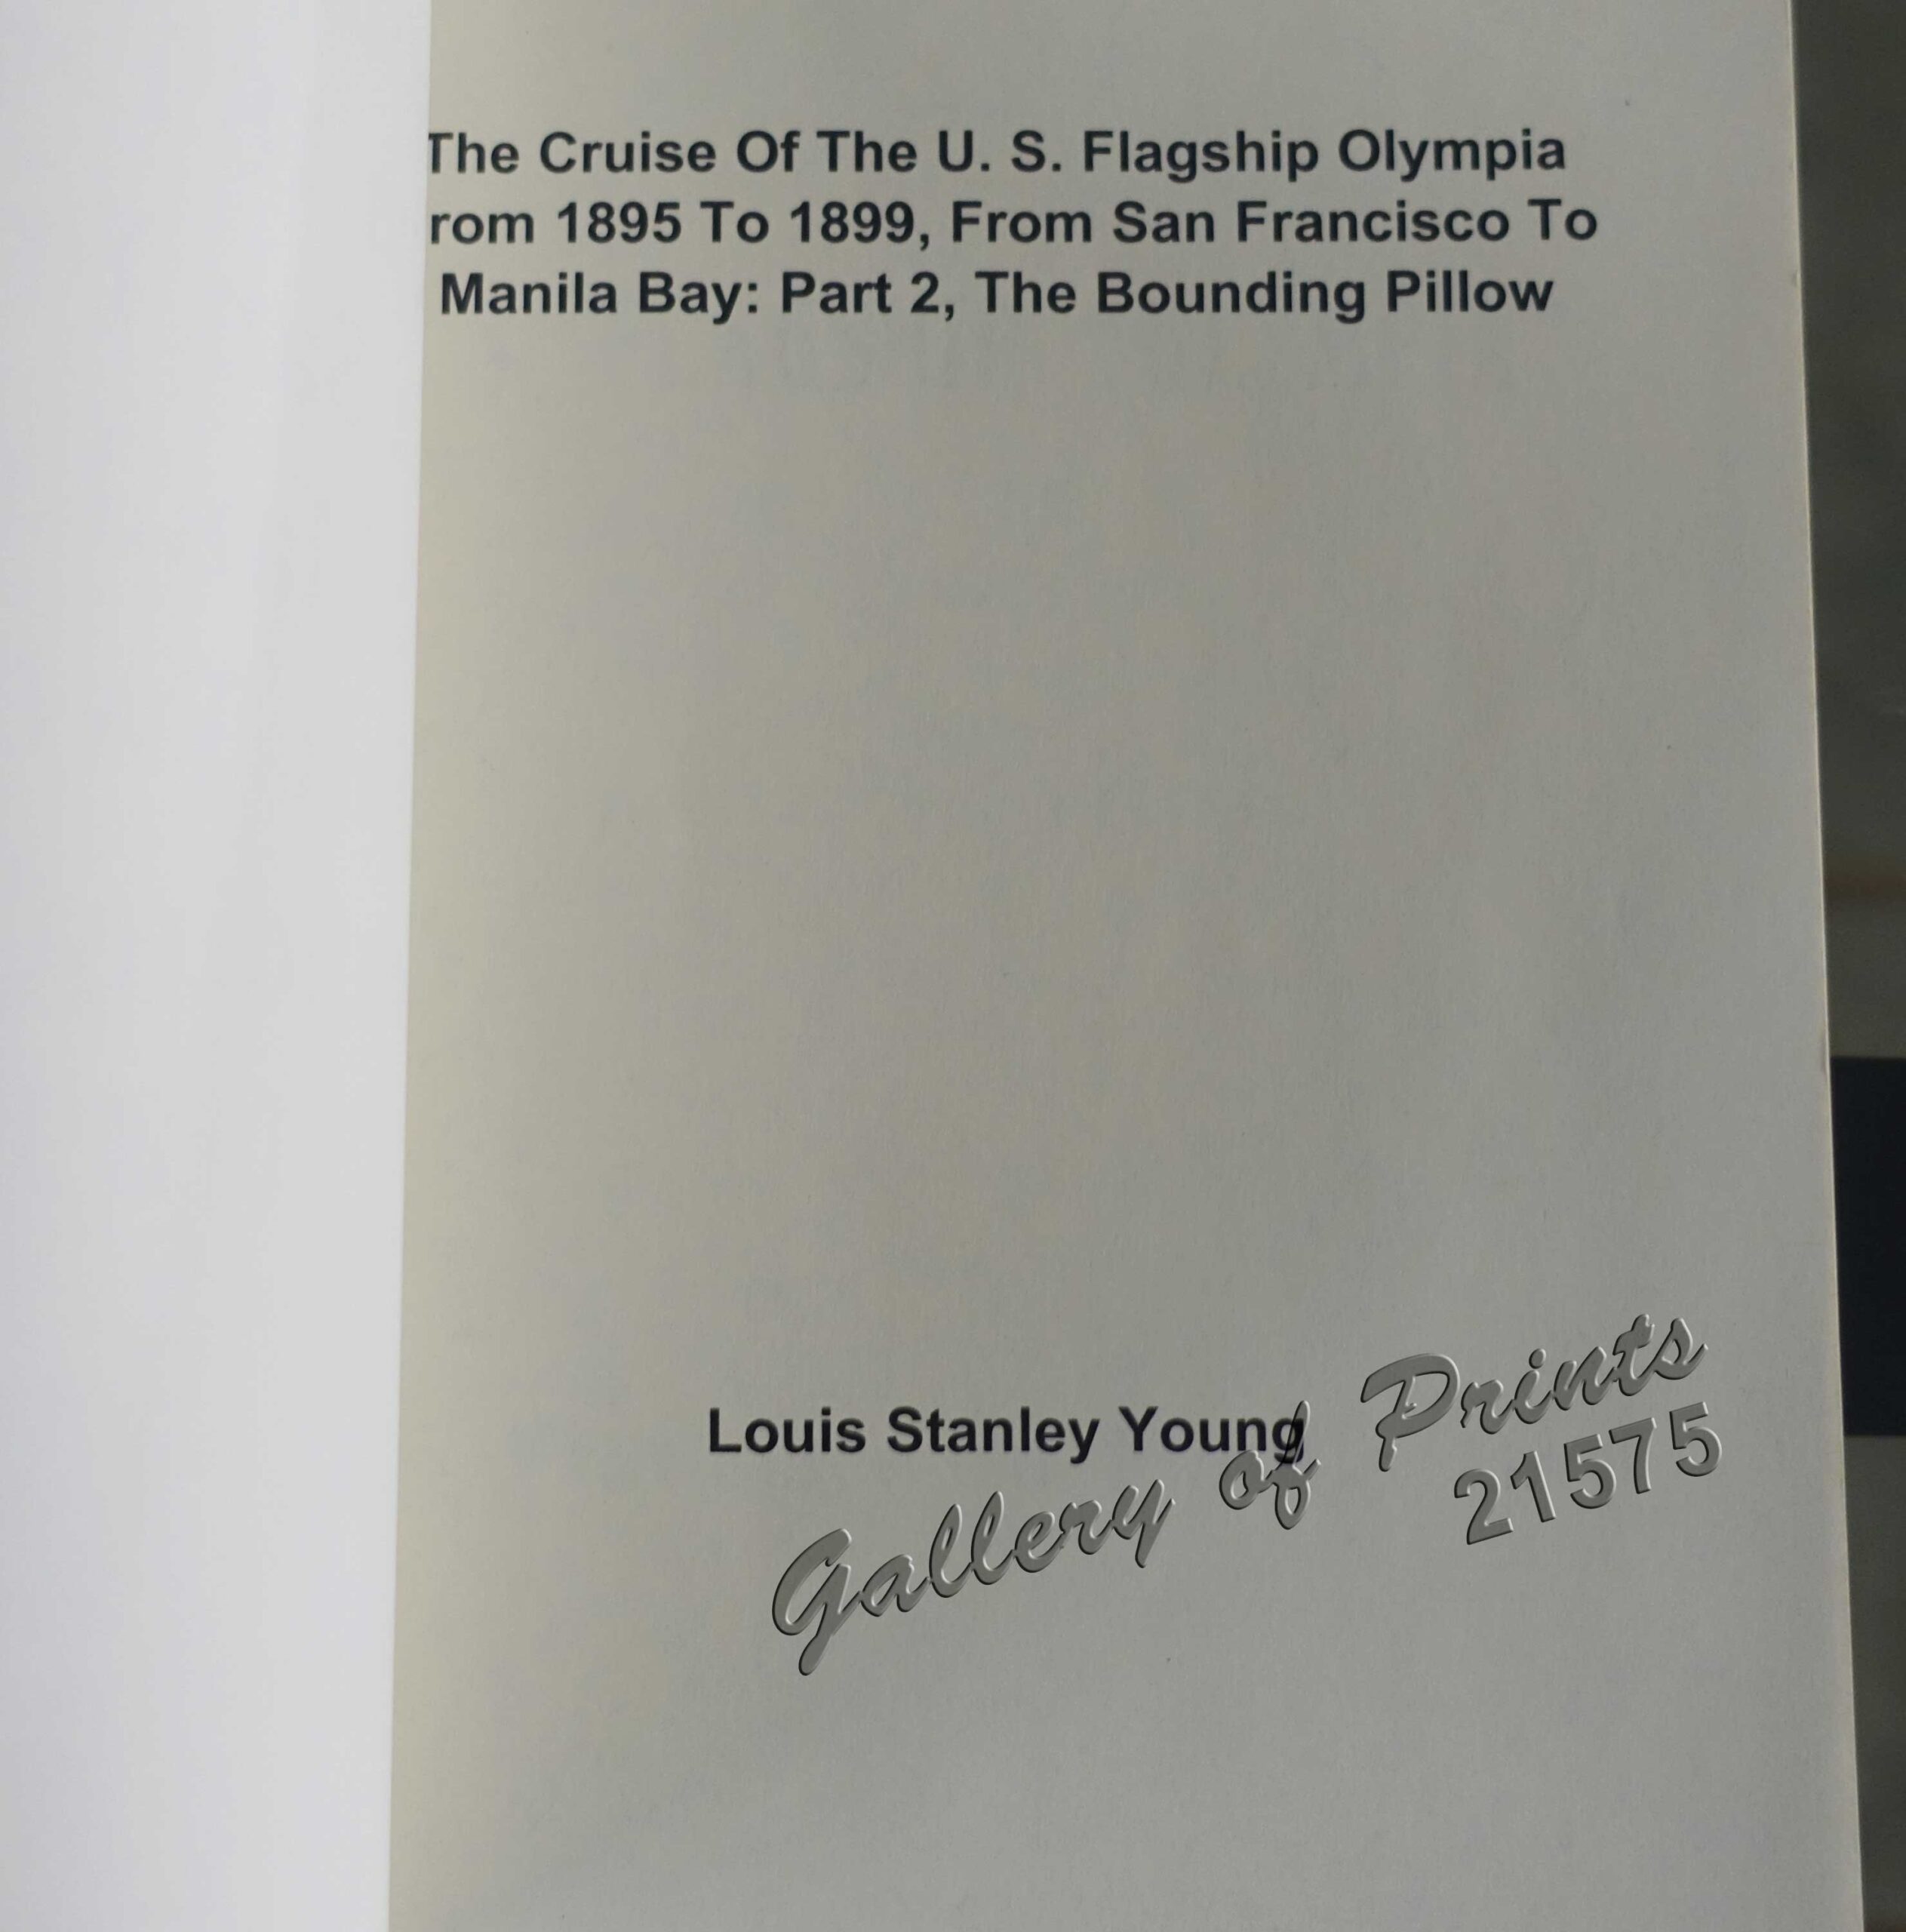 The Cruise Of The U. S. Flagship Olympia
rom 1895 To 1899, From San Francisco To
Manila Bay: Part 2, The Bounding Pillow
Louis Stanley Young
Gallery of Prints
21575